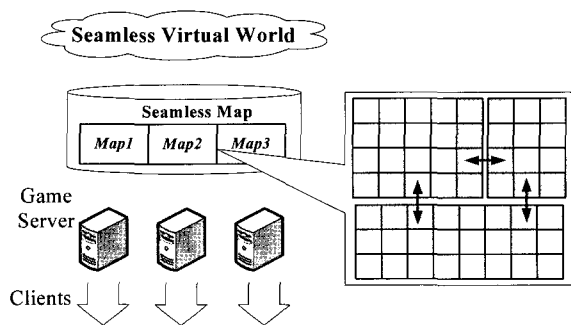 Seamless Virtual World
Seamless Map
Map1 Map2 Map3
Game
Server
Clients